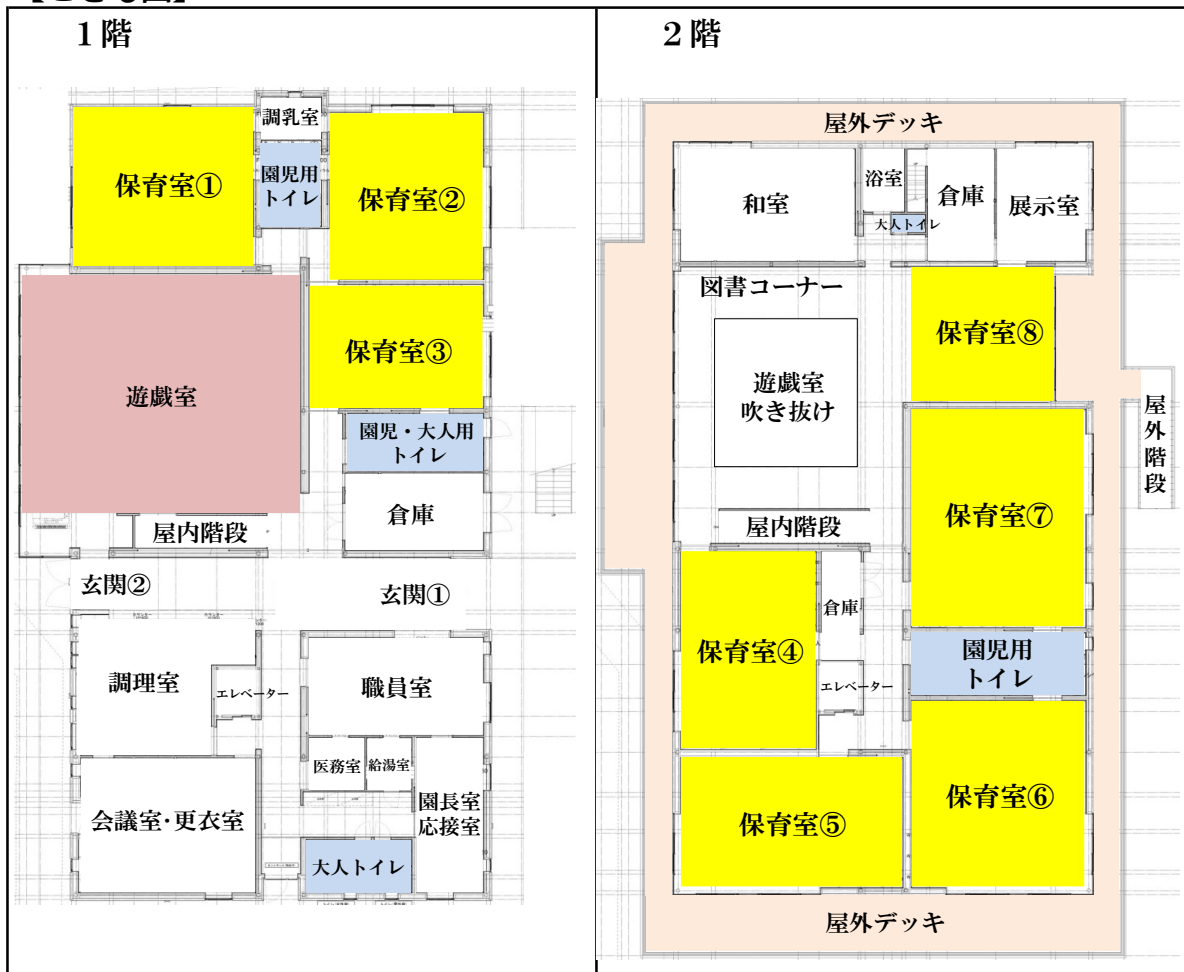 1階
調乳室
保育室①
園児用
トイレ
保育室②
保育室③
遊戯室
園児・大人用
トイレ
倉庫
屋内階段
玄関②
玄関①
調理室
エレベーター
職員室
医務室
給湯室
会議室・更衣室
園長室
応接室
大人トイレ
2階
屋外デッキ
和室
浴室
倉庫
展示室
大人トイレ
図書コーナー
保育室⑧
遊戯室
吹き抜け
屋外階段
保育室⑦
屋内階段
倉庫
保育室④
園児用
トイレ
エレベーター
保育室⑥
保育室⑤
屋外デッキ